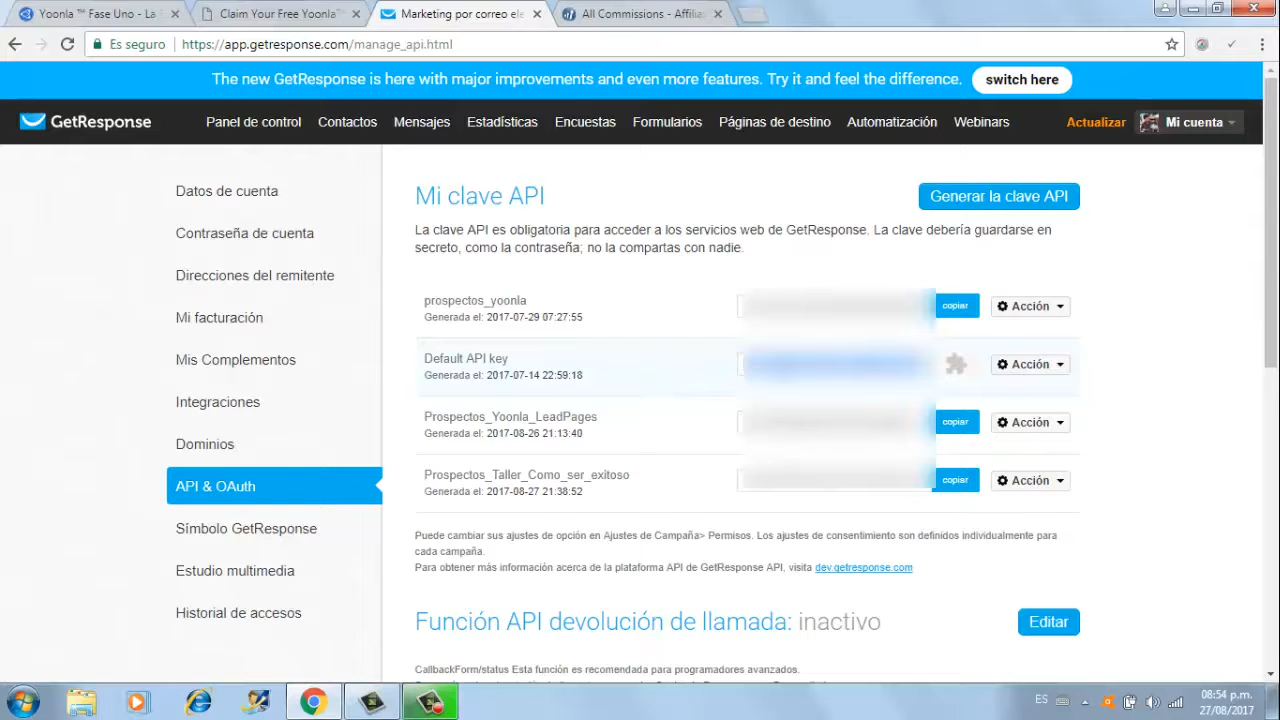 Yoonla ™ Fase Uno - La
Claim Your Free Yoonla™
Marketing por correo ele
All Commissions - Affilia
Es seguro
https://app.getresponse.com/manage_api.html
The new GetResponse is here with major improvements and even more features. Try it and feel the difference.
switch here
GetResponse
Panel de control
Contactos
Mensajes
Estadísticas
Encuestas
Formularios
Páginas de destino
Automatización
Webinars
Actualizar
Mi cuenta
Datos de cuenta
Contraseña de cuenta
Direcciones del remitente
Mi facturación
Mis Complementos
Integraciones
Dominios
API & OAuth
Símbolo GetResponse
Estudio multimedia
Historial de accesos
Mi clave API
Generar la clave API
La clave API es obligatoria para acceder a los servicios web de GetResponse. La clave debería guardarse en
secreto, como la contraseña; no la compartas con nadie.
prospectos_yoonla
Generada el: 2017-07-29 07:27:55
copiar
Acción
Default API key
Generada el: 2017-07-14 22:59:18
Acción
Prospectos_Yoonla_LeadPages
Generada el: 2017-08-26 21:13:40
copiar
Acción
Prospectos_Taller_Como_ser_exitoso
Generada el: 2017-08-27 21:38:52
copiar
Acción
Puede cambiar sus ajustes de opción en Ajustes de Campaña> Permisos. Los ajustes de consentimiento son definidos individualmente para
cada campaña.
Para obtener más información acerca de la plataforma API de GetResponse API, visita dev.getresponse.com
Función API devolución de llamada: inactivo
Editar
CallbackForm/status Esta función es recomendada para programadores avanzados.
ES
08:54 p.m.
27/08/2017